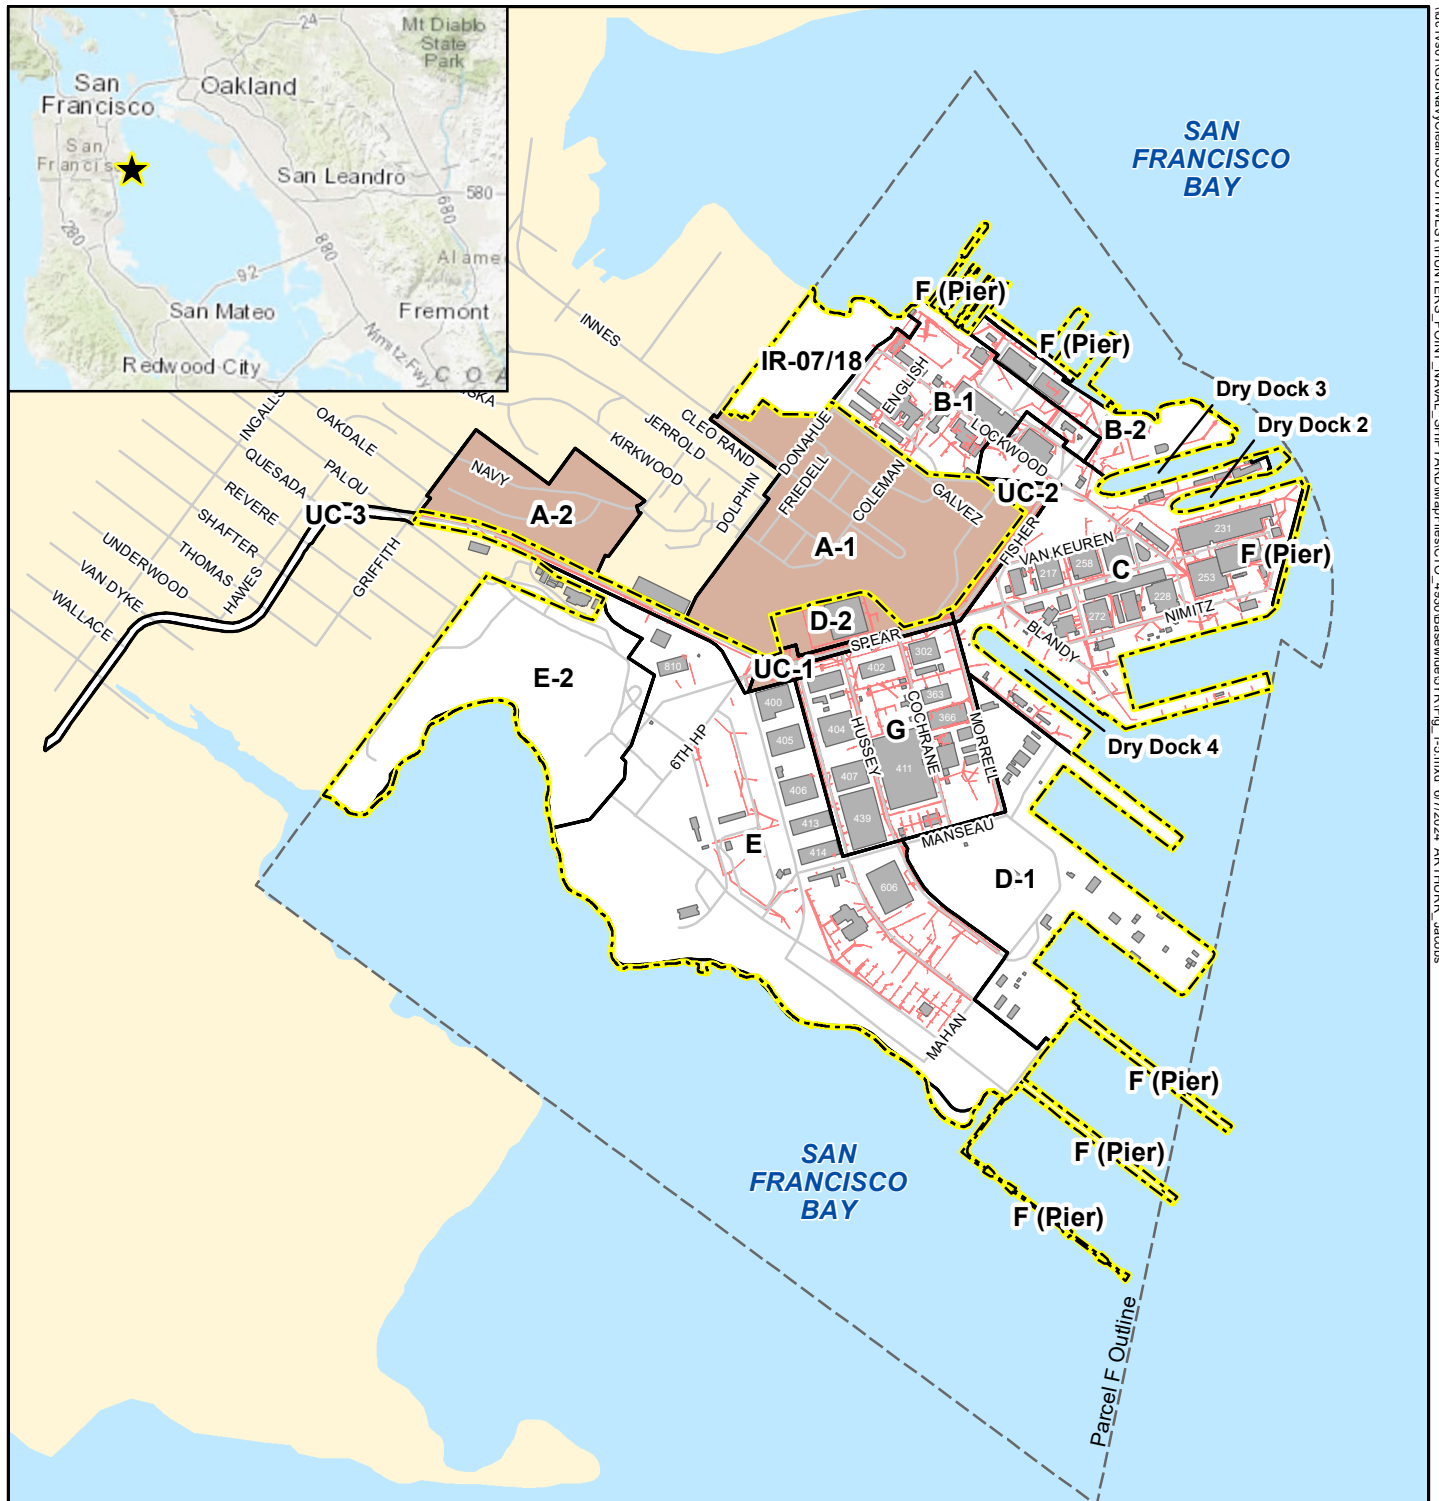 24
Mt Diablo
State
Park
San
Francisco
Oakland
San
Francis
San Leandro
580
680
280
880
Alame
92
San Mateo
Fremont
Nimitz Fwy
Redwood City
C O A
SAN
FRANCISCO
BAY
F (Pier)
INNES
F (Pier)
IR-07/18
ENGLISH
Dry Dock 3
B-1
INGALLS
OAKDALE
CLEO RAND
JERROLD
KIRKWOOD
DONAHUE
LOCKWOOD
B-2
Dry Dock 2
QUESADA
PALOU
NAVY
FRIEDELL
COLEMAN
GALVEZ
REVERE
UC-3
A-2
DOLPHIN
UC-2
SHAFTER
A-1
FISHER
VAN KEUREN
231
F (Pier)
UNDERWOOD
THOMAS
HAWES
GRIFFITH
217
258
C
253
VAN DYKE
228
WALLACE
D-2
272
NIMITZ
BLANDY
SPEAR
E-2
810
UC-1
402
302
400
363
COCHRANE
366
MORRELL
404
HUSSEY
G
405
6TH HP
Dry Dock 4
411
407
406
439
413
MANSEAU
E
414
D-1
606
MAHAN
F (Pier)
F (Pier)
SAN
FRANCISCO
BAY
F (Pier)
Parcel F Outline